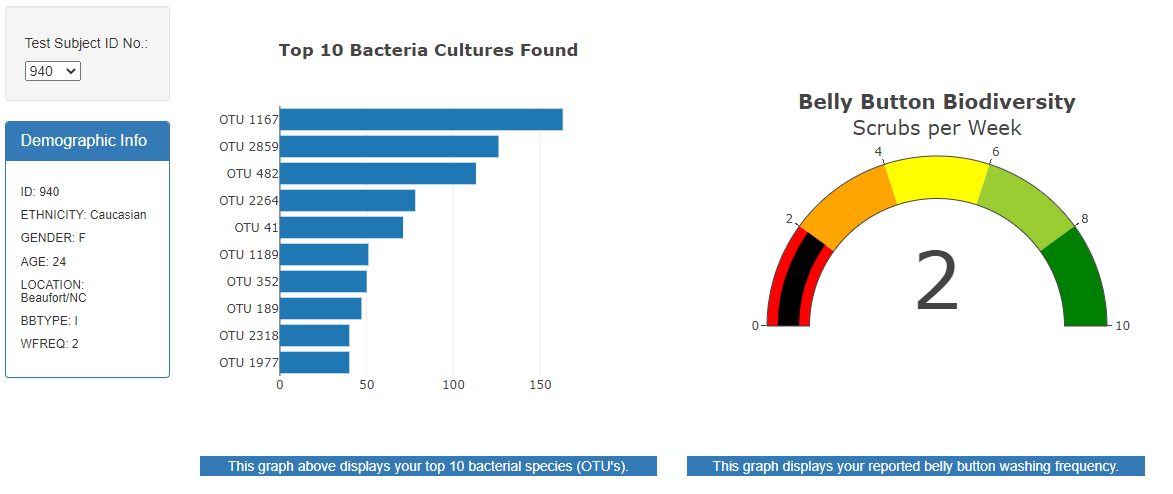 Test Subject ID No.:
940
Demographic Info
ID: 940
ETHNICITY: Caucasian
GENDER: F
AGE: 24
LOCATION:
Beaufort/NC
BBTYPE: I
WFREQ: 2
Top 10 Bacteria Cultures Found
OTU 1167
OTU 2859
OTU 482
OTU 2264
OTU 41
OTU 1189
OTU 352
OTU 189
OTU 2318
OTU 1977
0 50 100 150
This graph above displays your top 10 bacterial species (OTU's).
Belly Button Biodiversity
Scrubs per Week
4 6
2 8
2
0 10
This graph displays your reported belly button washing frequency.